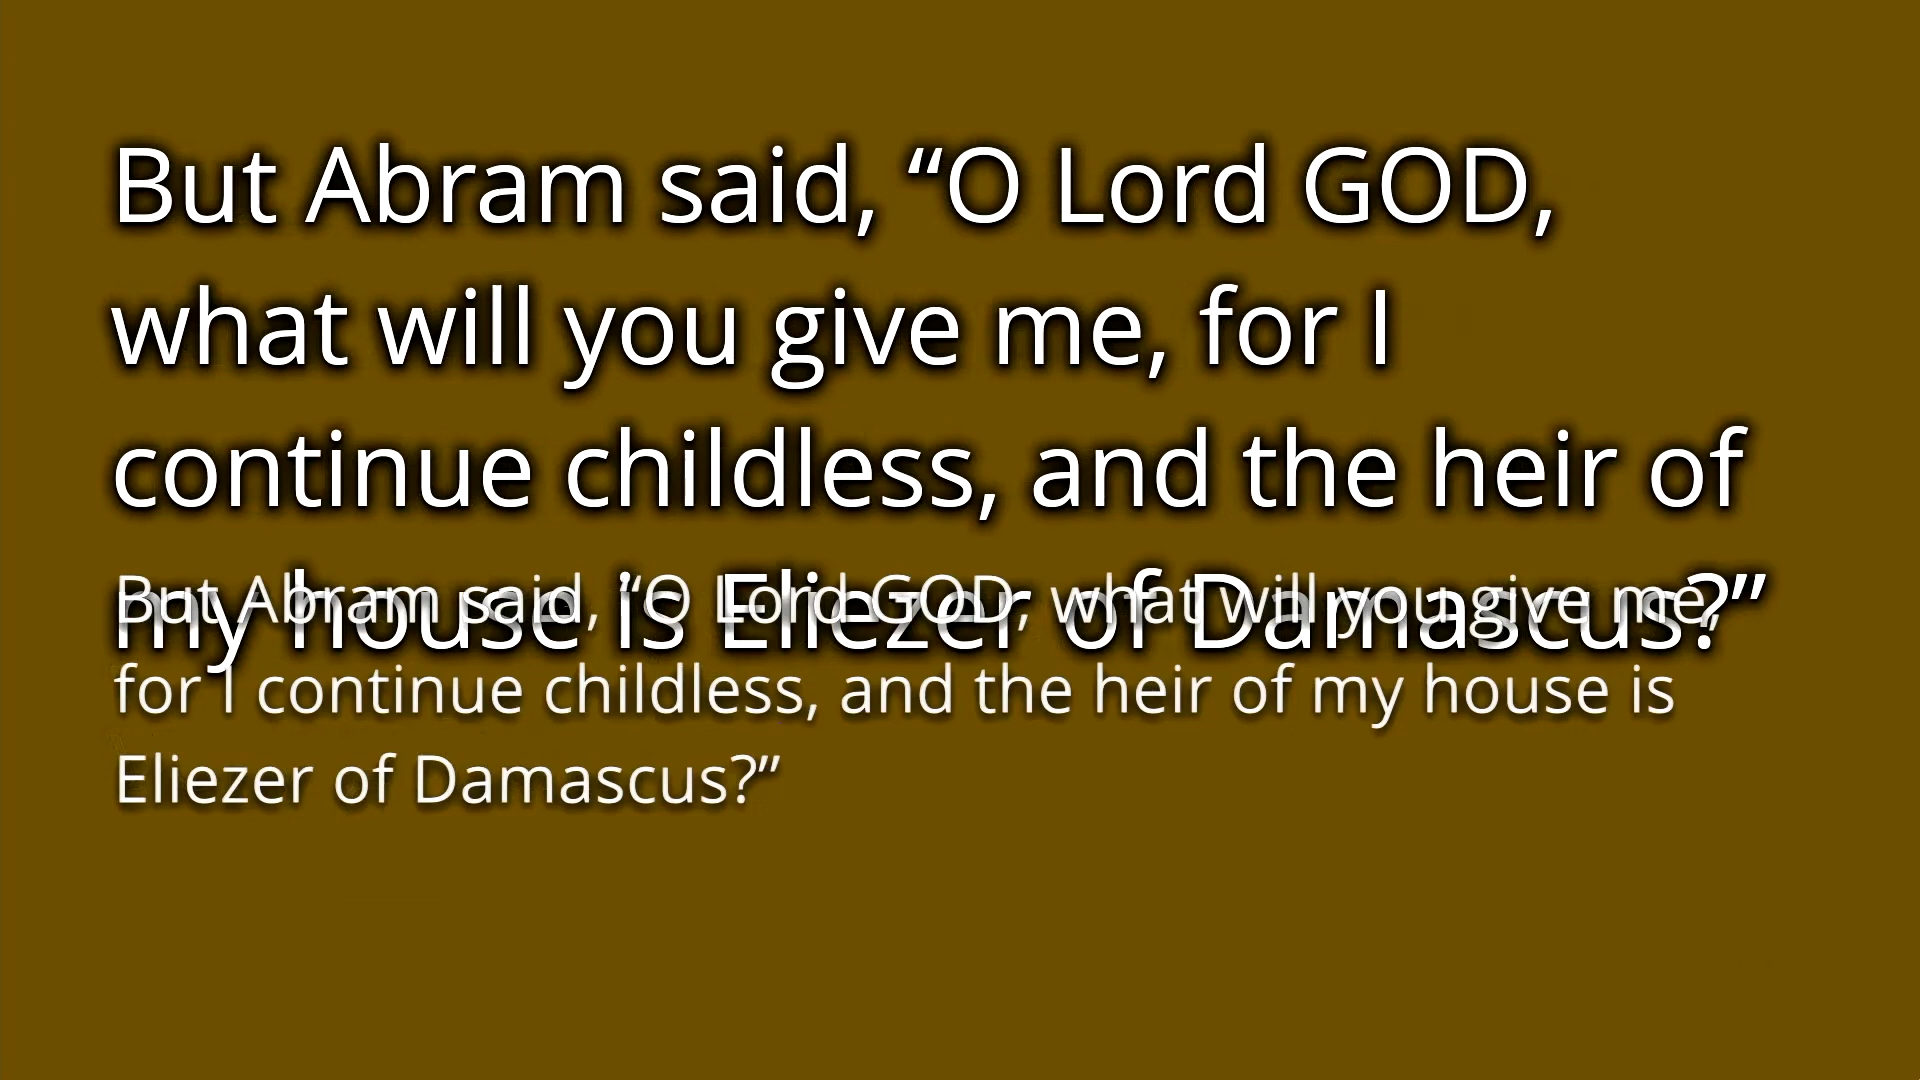 But Abram said, “O Lord GOD,
what will you give me, for I
continue childless, and the heir of
my house is Eliezer of Damascus?”
But Abram said, “O Lord GOD, what will you give me,
for I continue childless, and the heir of my house is
Eliezer of Damascus?”